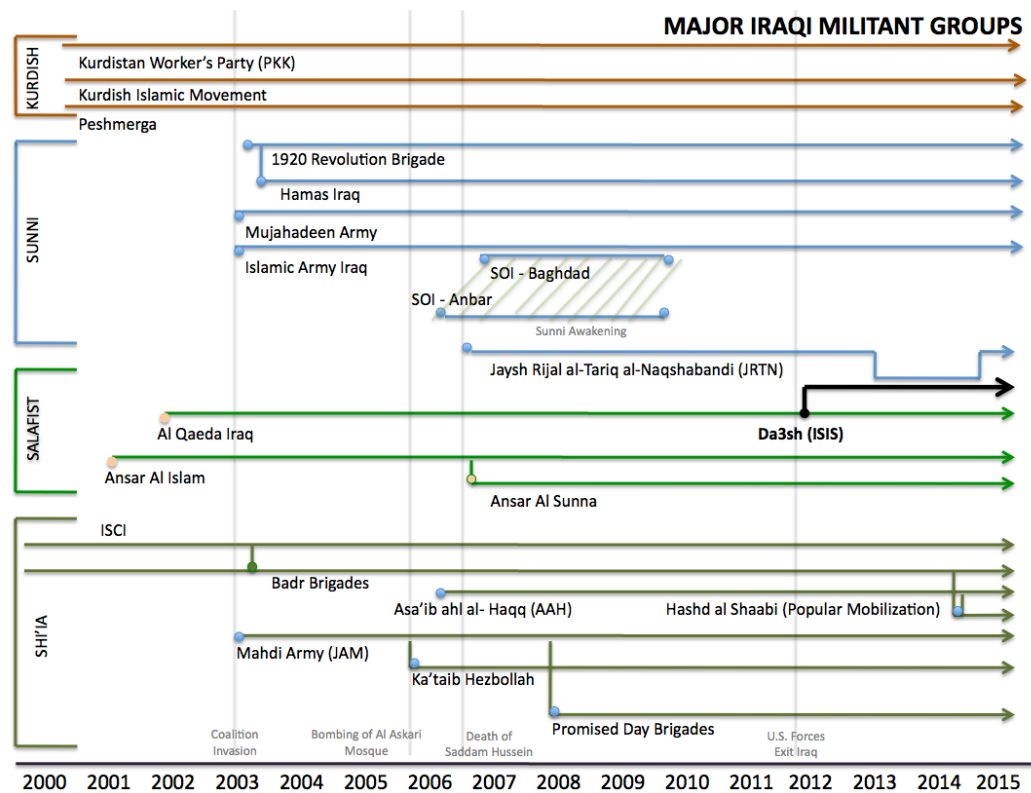 MAJOR IRAQI MILITANT GROUPS
KURDISH
Kurdistan Worker's Party (PKK)
Kurdish Islamic Movement
Peshmerga
SUNNI
1920 Revolution Brigade
Hamas Iraq
Mujahadeen Army
Islamic Army Iraq
SOI - Baghdad
SOI - Anbar
Sunni Awakening
Jaysh Rijal al-Tariq al-Naqshabandi (JRTN)
SALAFIST
Al Qaeda Iraq
Da3sh (ISIS)
Ansar Al Islam
Ansar Al Sunna
SHI'IA
ISCI
Badr Brigades
Asa'ib ahl al- Haqq (AAH)
Hashd al Shaabi (Popular Mobilization)
Mahdi Army (JAM)
Ka'taib Hezbollah
Promised Day Brigades
Coalition
Invasion
Bombing of Al Askari
Mosque
Death of
Saddam Hussein
U.S. Forces
Exit Iraq
2000 2001 2002 2003 2004 2005 2006 2007 2008 2009 2010 2011 2012 2013 2014 2015